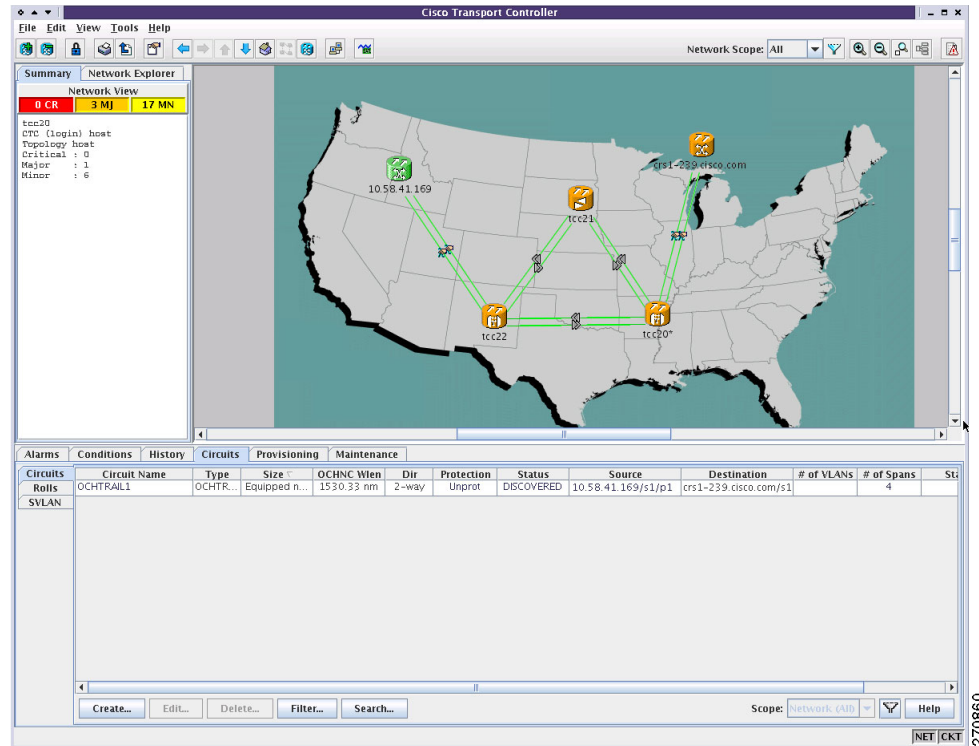 Cisco Transport Controller
File Edit View Tools Help
Network Scope: All
Summary Network Explorer
Network View
0 CR 3 MJ 17 MN
tcc20
CTC (login) host
Topology host
Critical : 0
Major : 1
Minor : 6
10.58.41.169
crs1-239.cisco.com
tcc21
tcc22
tcc20*
Alarms Conditions History Circuits Provisioning Maintenance
Circuits
Rolls
SVLAN
Circuit Name Type Size OCHNC Wlen Dir Protection Status Source Destination # of VLANs # of Spans Sta
OCHTRAIL1 OCHTR... Equipped n... 1530.33 nm 2-way Unprot DISCOVERED 10.58.41.169/s1/p1 crs1-239.cisco.com/s1 4
Create... Edit... Delete... Filter... Search... Scope: Network (All) Help
NET CKT
270860